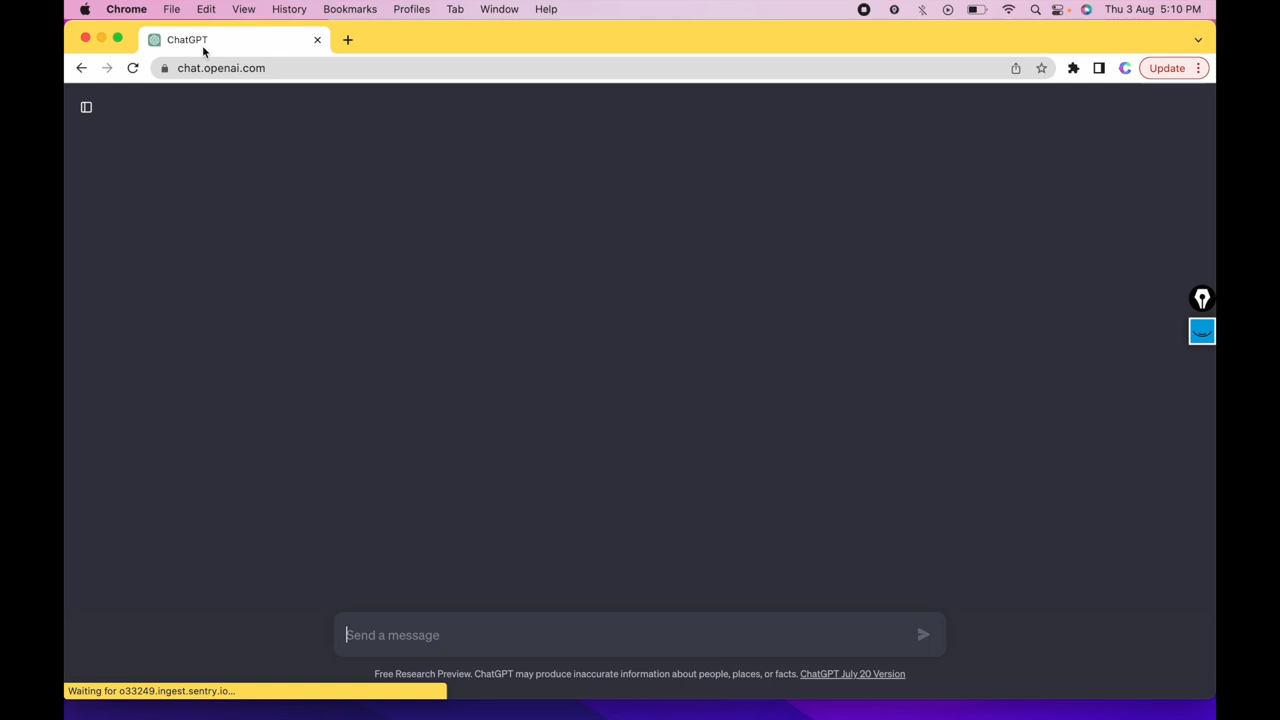 Chrome File Edit View History Bookmarks Profiles Tab Window Help Thu 3 Aug 5:10 PM
ChatGPT
chat.openai.com Update
Send a message
Free Research Preview. ChatGPT may produce inaccurate information about people, places, or facts. ChatGPT July 20 Version
Waiting for o33249.ingest.sentry.io...